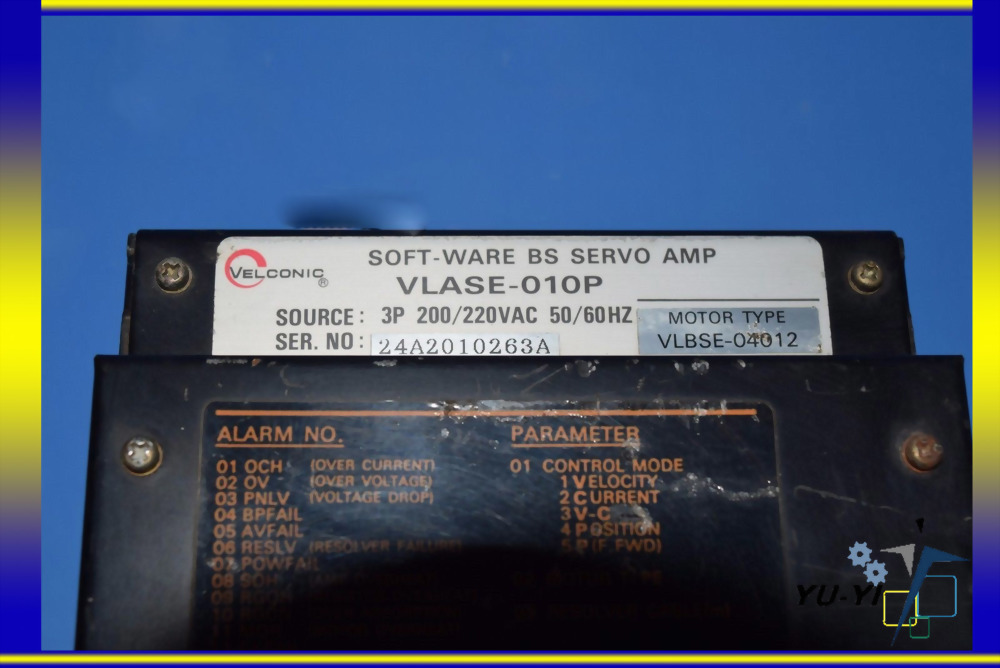 VELCONIC ®
SOFT-WARE BS SERVO AMP
VLASE-010P
SOURCE: 3P 200/220VAC 50/60HZ
MOTOR TYPE
VLBSE-04012
SER. NO: 24A2010263A
ALARM NO.
01 OCH (OVER CURRENT)
02 OV (OVER VOLTAGE)
03 PNLV (VOLTAGE DROP)
04 BPFAIL
05 AVFAIL
06 RESLV (RESOLVER
07 POWFAIL
08
PARAMETER
01 CONTROL MODE
1 VELOCITY
2 CURRENT
3 V-C
4 POSITION
5 P(F. FWD)
YU-YI